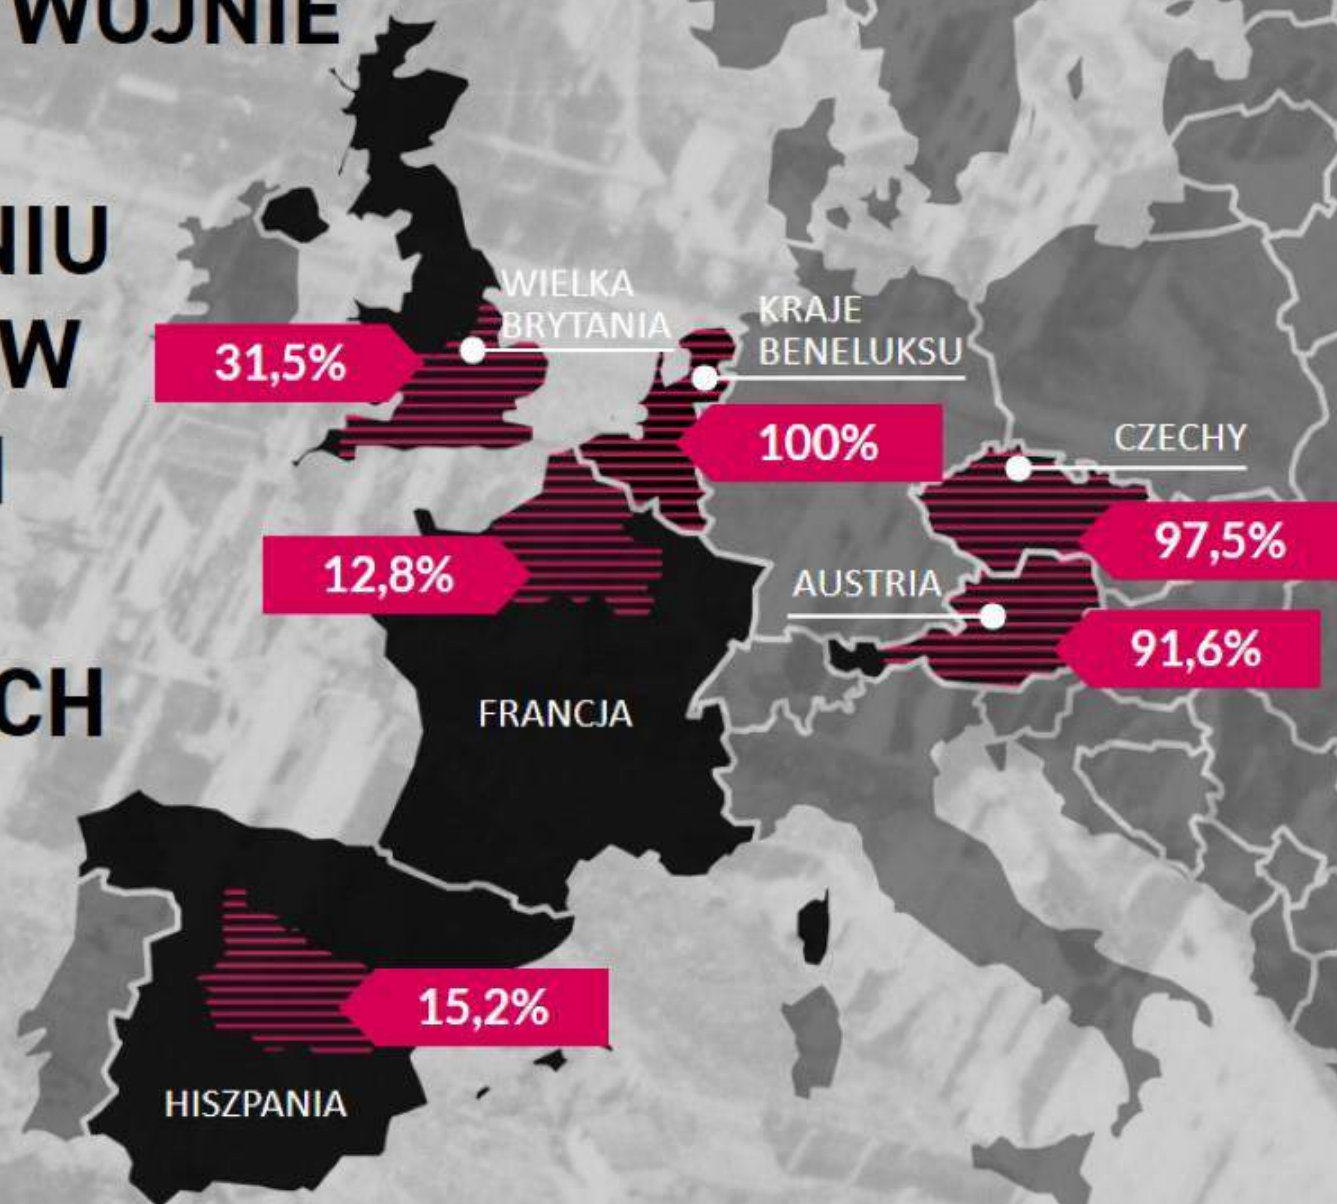 WOJNIE
NIU
W
CH
WIELKA
BRYTANIA
31,5%
KRAJE
BENELUKSU
100%
CZECHY
97,5%
12,8%
AUSTRIA
91,6%
FRANCJA
15,2%
HISZPANIA